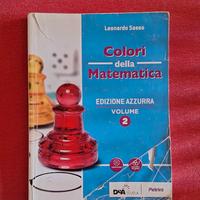 Leonardo Sasso
Colori
della
Matematica
EDIZIONE AZZURRA
VOLUME
2
DeA
Petrini